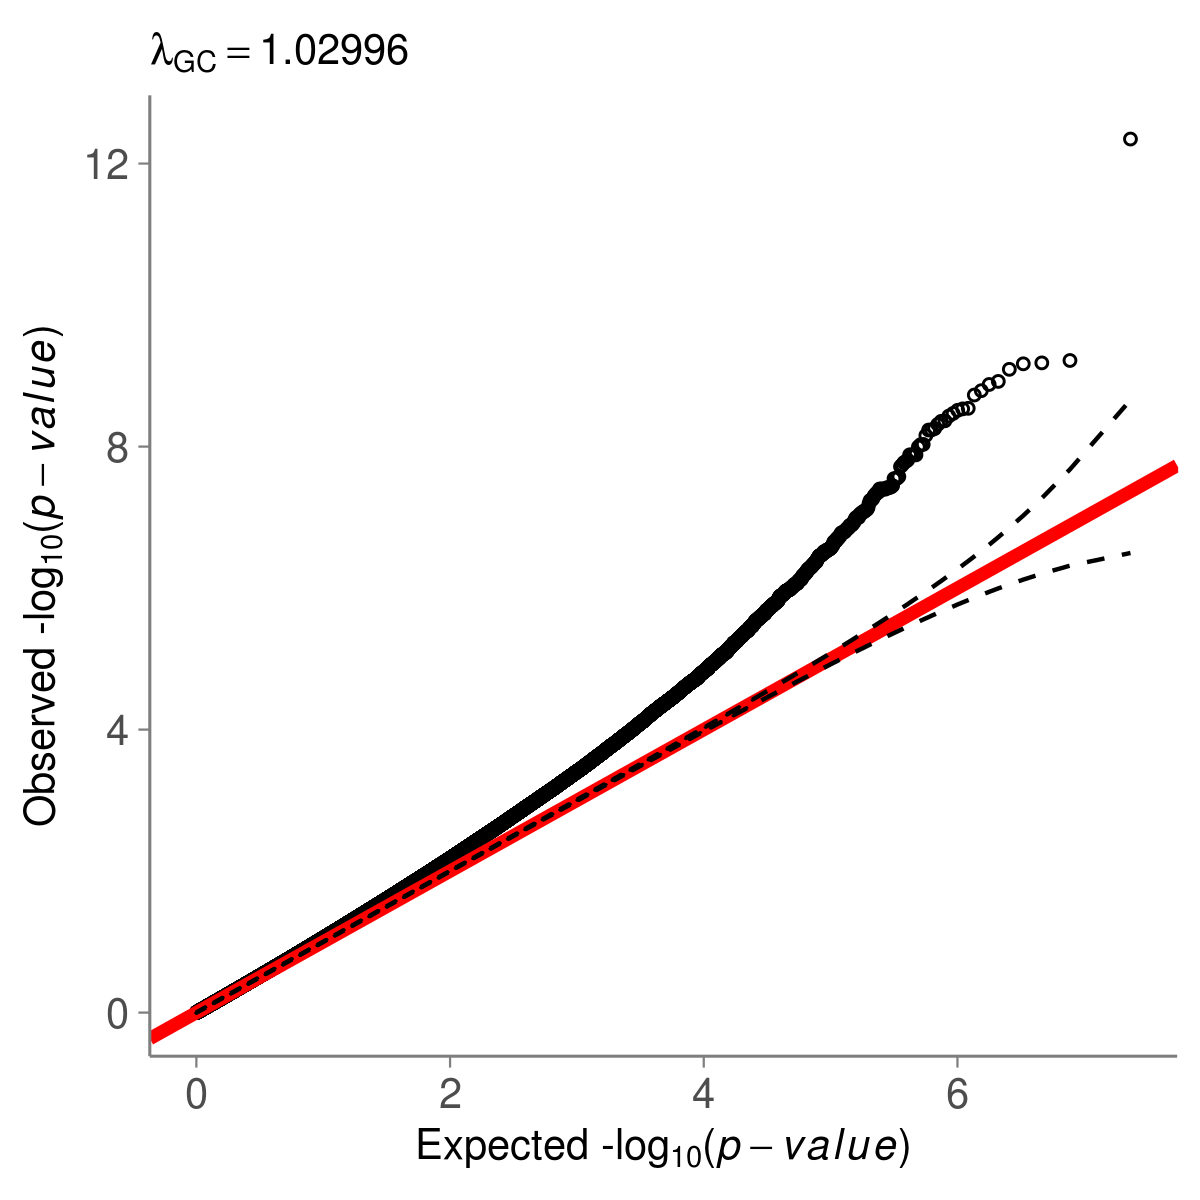 λGC = 1.02996
12
8
4
0
Observed -log10(p − value)
0 2 4 6
Expected -log10(p − value)